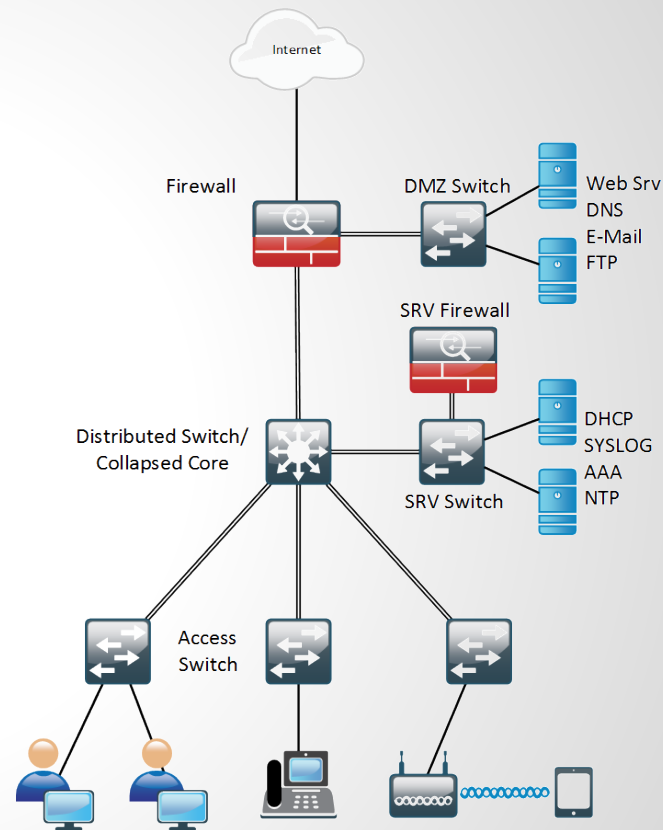 Internet
Firewall
DMZ Switch
Web Srv
DNS
E-Mail
FTP
SRV Firewall
Distributed Switch/
Collapsed Core
DHCP
SYSLOG
AAA
NTP
SRV Switch
Access
Switch